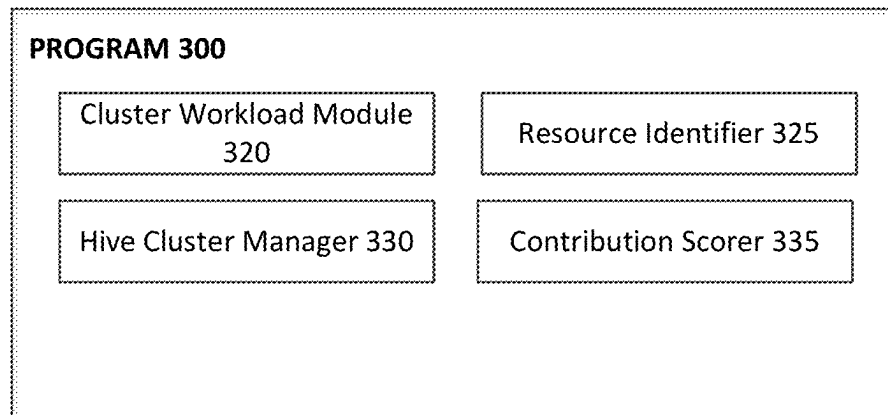 PROGRAM 300
Cluster Workload Module
320
Resource Identifier 325
Hive Cluster Manager 330
Contribution Scorer 335